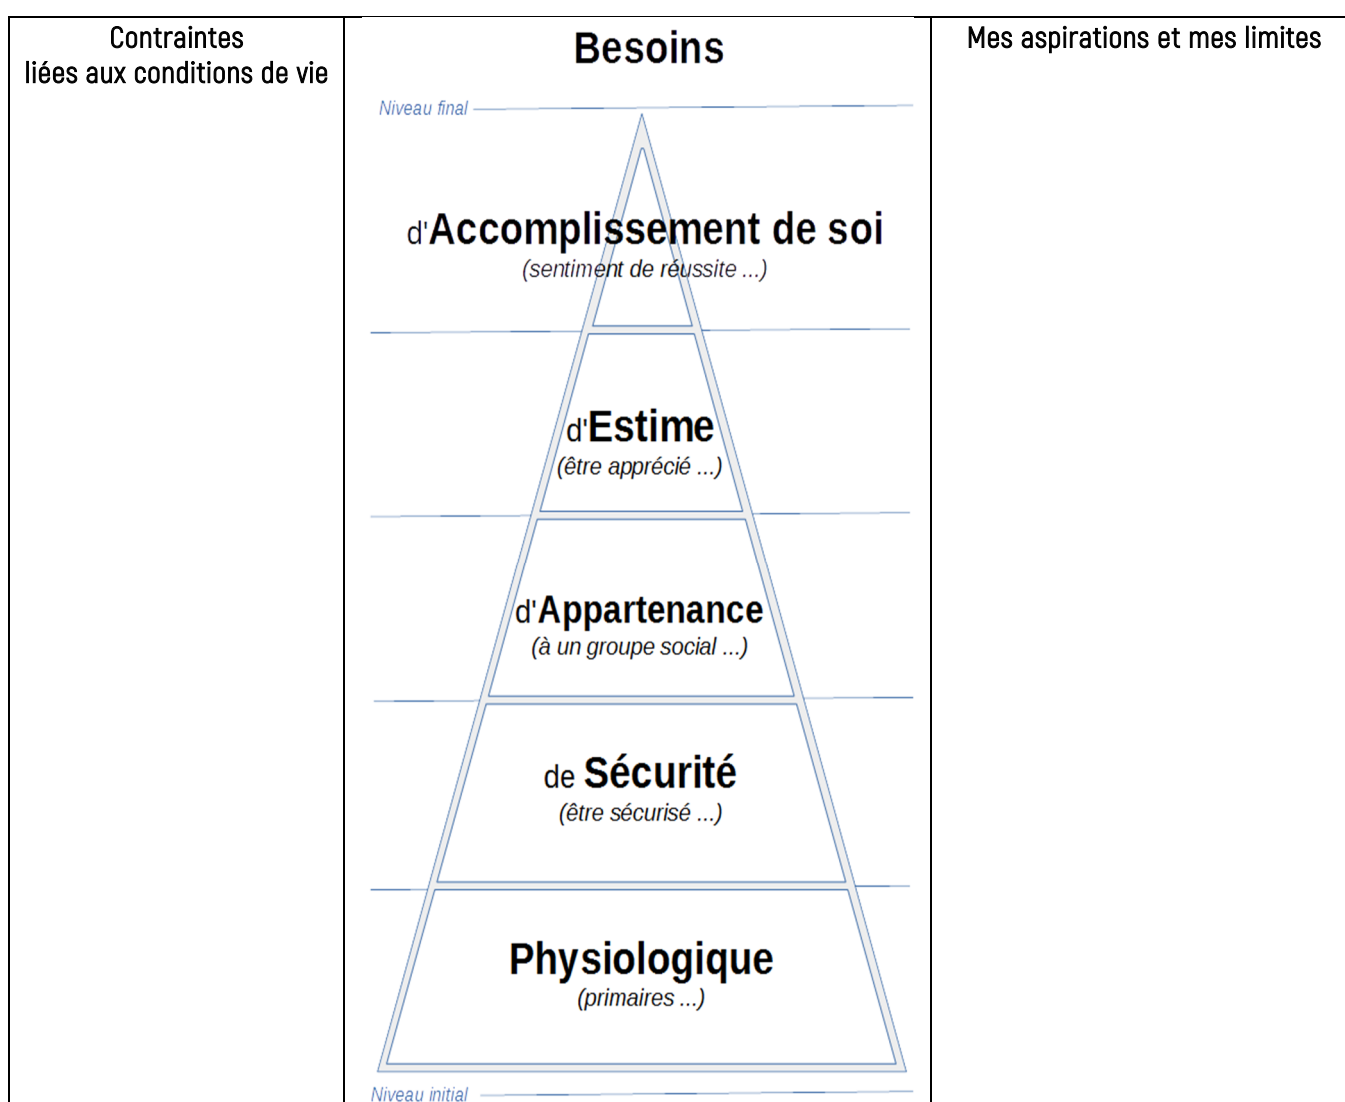 Contraintes
liées aux conditions de vie
Besoins
Niveau final
d'Accomplissement de soi
(sentiment de réussite ...)
d'Estime
(être apprécié ...)
d'Appartenance
(à un groupe social ...)
de Sécurité
(être sécurisé ...)
Physiologique
(primaires ...)
Niveau initial
Mes aspirations et mes limites